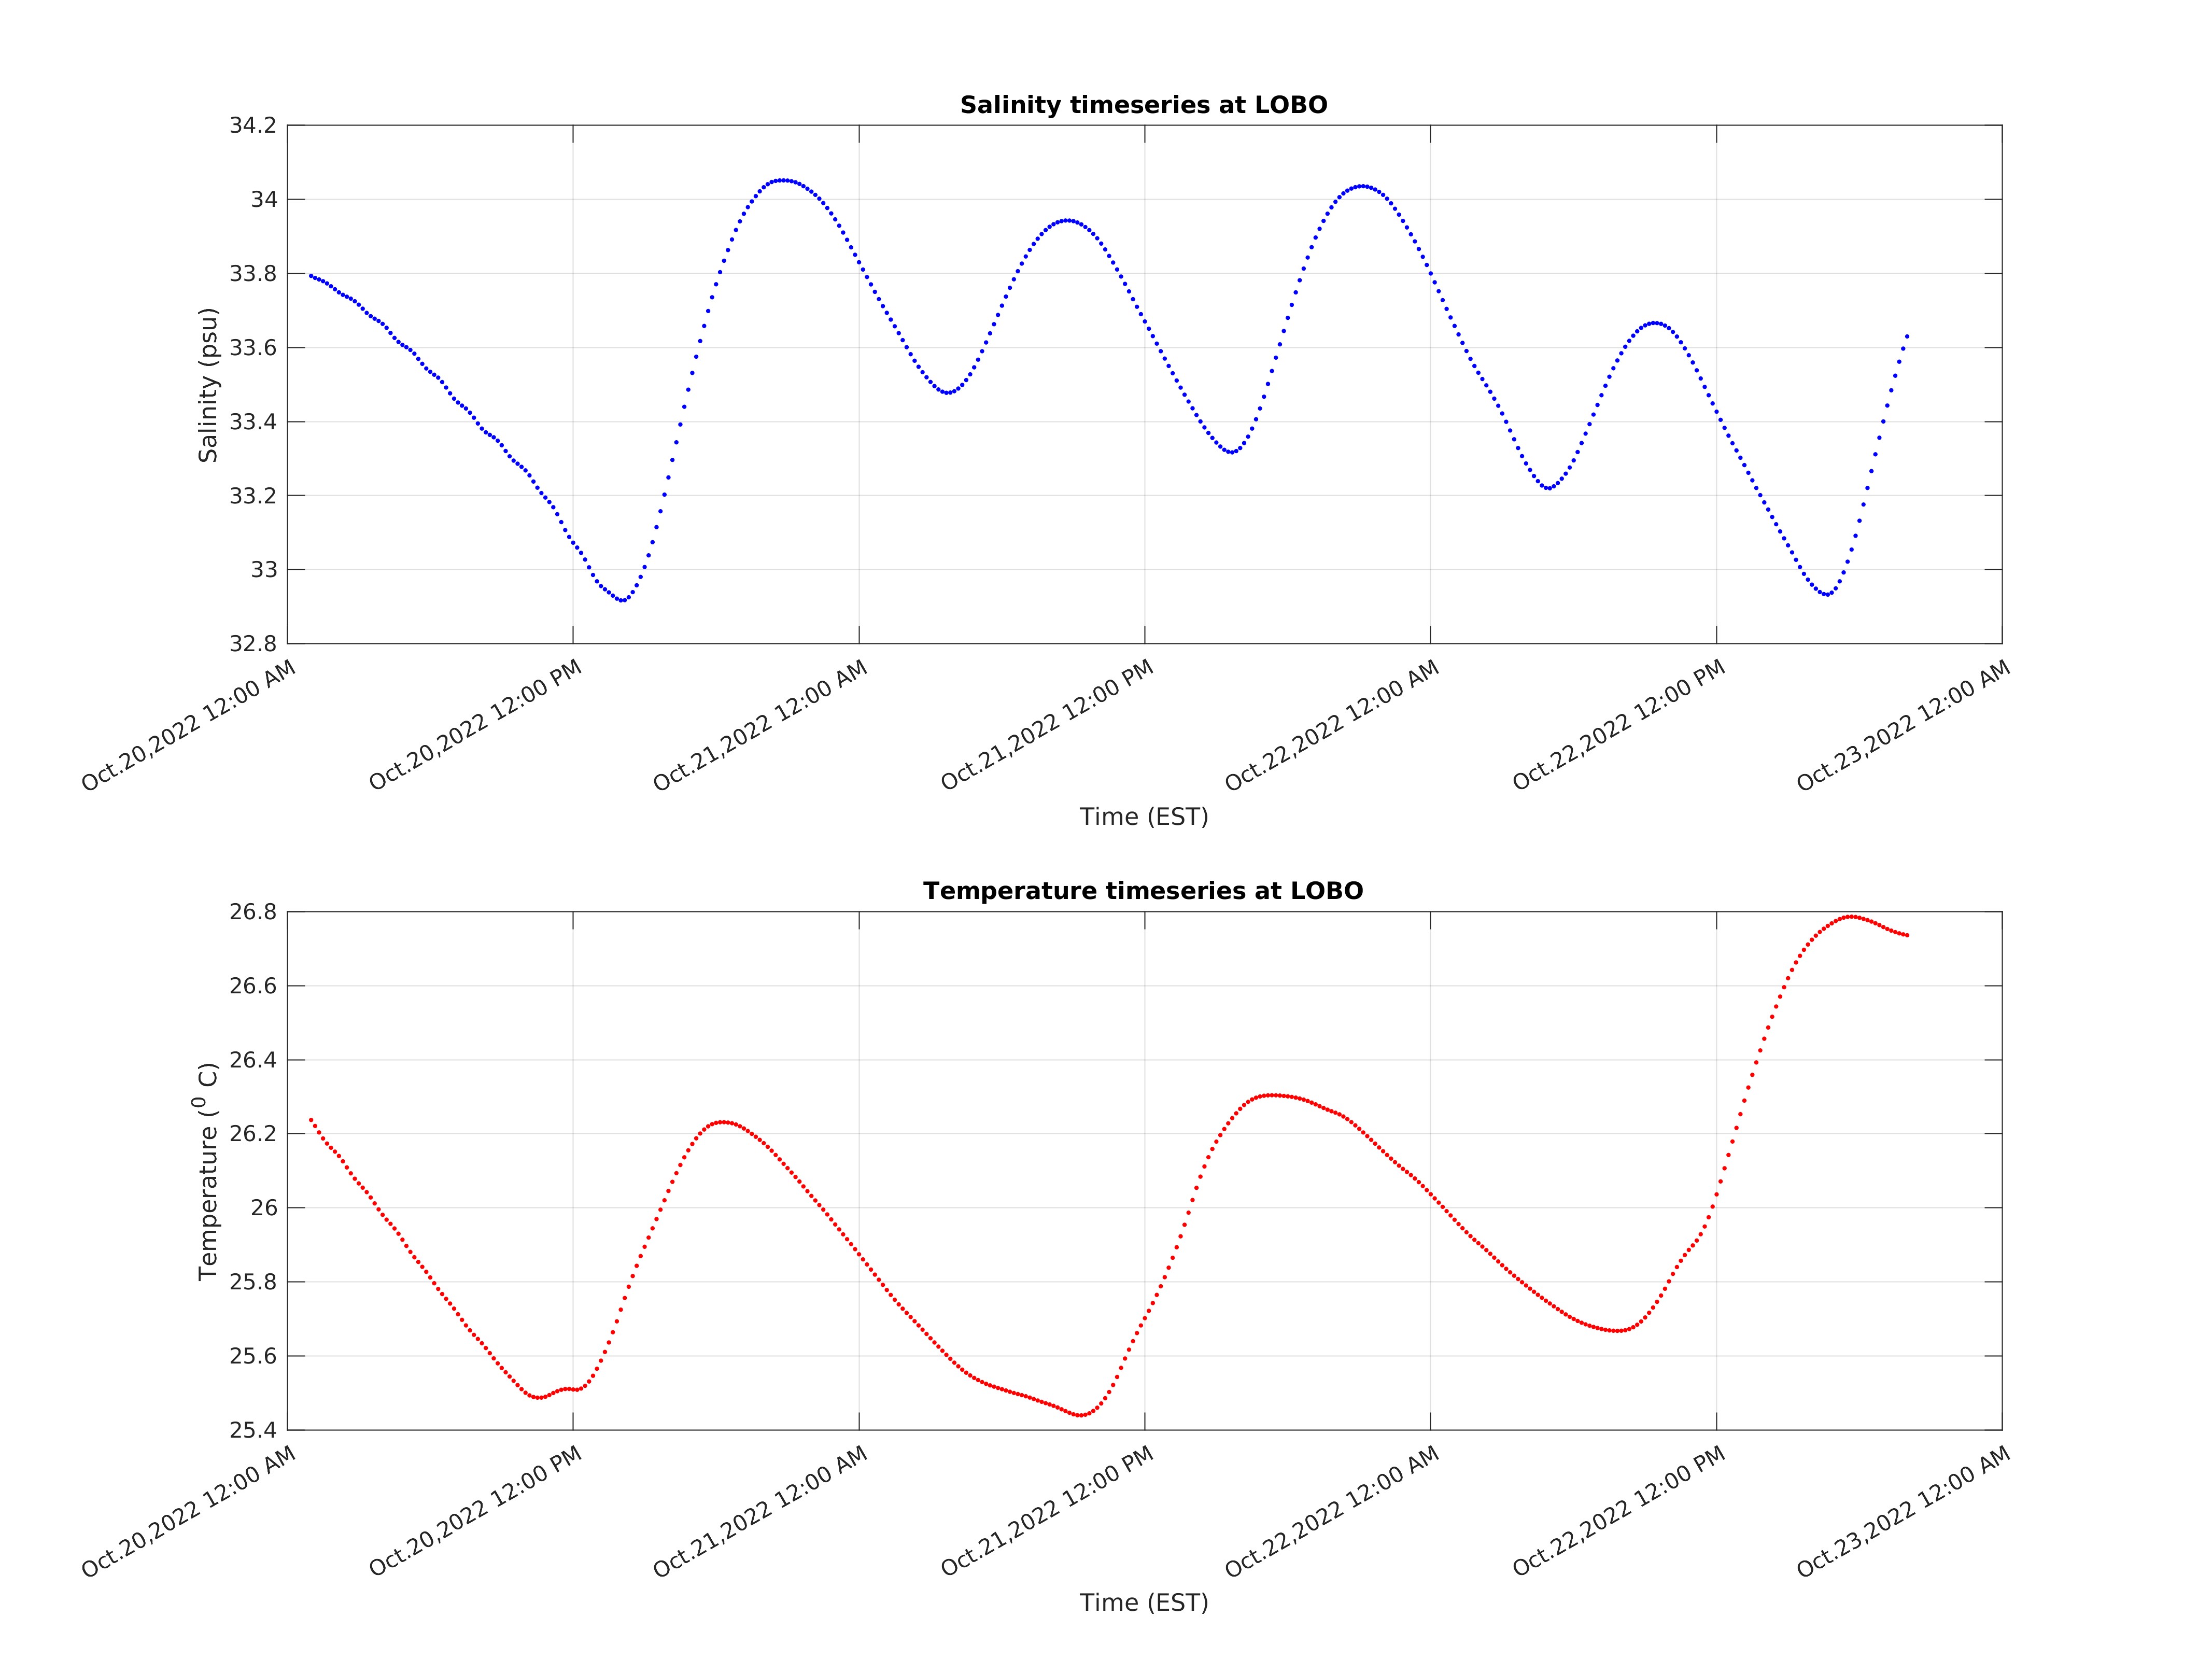 Salinity timeseries at LOBO
34.2
34
33.8
33.6
33.4
33.2
33
32.8
Salinity (psu)
Oct.20,2022 12:00 AM
Oct.20,2022 12:00 PM
Oct.21,2022 12:00 AM
Oct.21,2022 12:00 PM
Oct.22,2022 12:00 AM
Oct.22,2022 12:00 PM
Oct.23,2022 12:00 AM
Time (EST)
Temperature timeseries at LOBO
26.8
26.6
26.4
26.2
26
25.8
25.6
25.4
Temperature (⁰ C)
Oct.20,2022 12:00 AM
Oct.20,2022 12:00 PM
Oct.21,2022 12:00 AM
Oct.21,2022 12:00 PM
Oct.22,2022 12:00 AM
Oct.22,2022 12:00 PM
Oct.23,2022 12:00 AM
Time (EST)